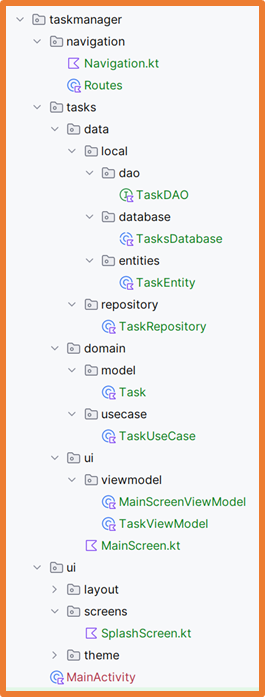 taskmanager
navigation
Navigation.kt
Routes
tasks
data
local
dao
TaskDAO
database
TasksDatabase
entities
TaskEntity
repository
TaskRepository
domain
model
Task
usecase
TaskUseCase
ui
viewmodel
MainScreenViewModel
TaskViewModel
MainScreen.kt
ui
layout
screens
SplashScreen.kt
theme
MainActivity